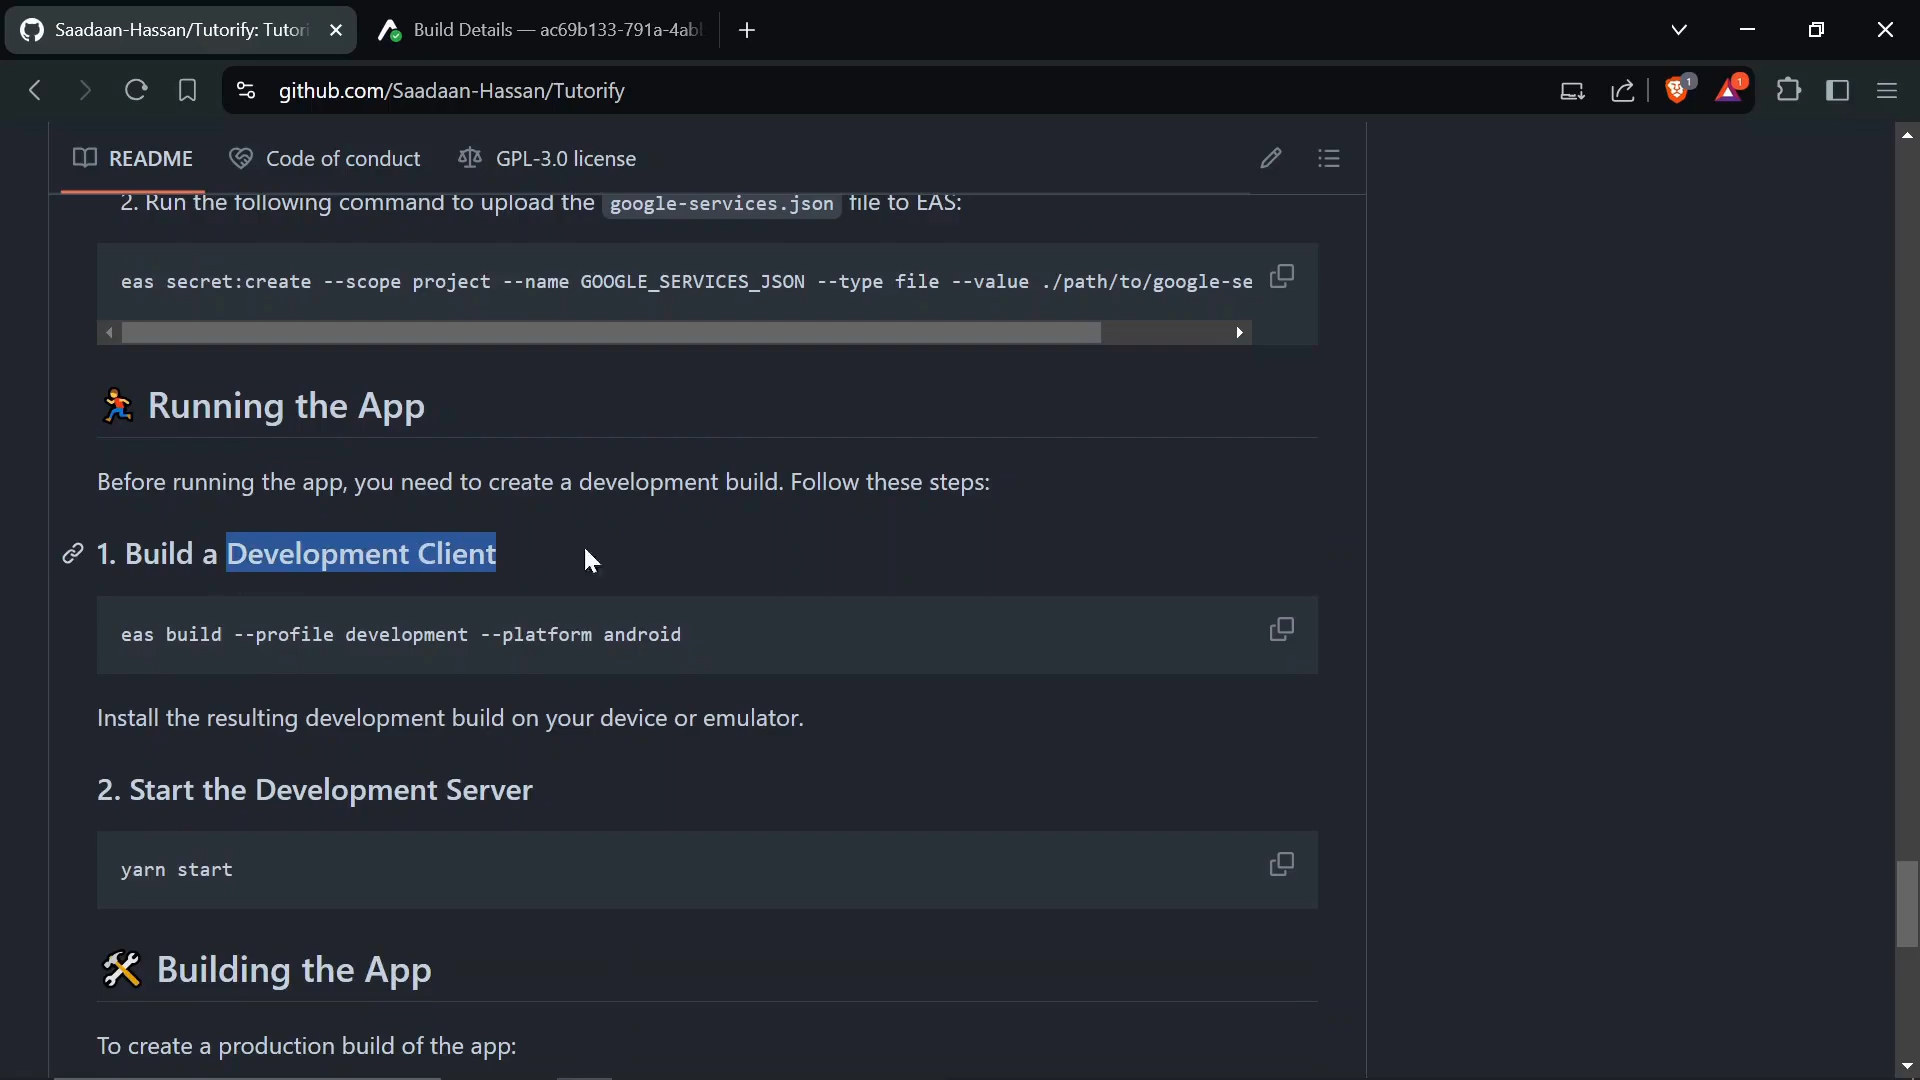 Saadaan-Hassan/Tutorify: Tutori
Build Details — ac69b133-791a-4ab
github.com/Saadaan-Hassan/Tutorify
1
1
README
Code of conduct
GPL-3.0 license
2. Run the following command to upload the google-services.json file to EAS:
eas secret:create --scope project --name GOOGLE_SERVICES_JSON --type file --value ./path/to/google-se
Running the App
Before running the app, you need to create a development build. Follow these steps:
1. Build a Development Client
eas build --profile development --platform android
Install the resulting development build on your device or emulator.
2. Start the Development Server
yarn start
Building the App
To create a production build of the app: